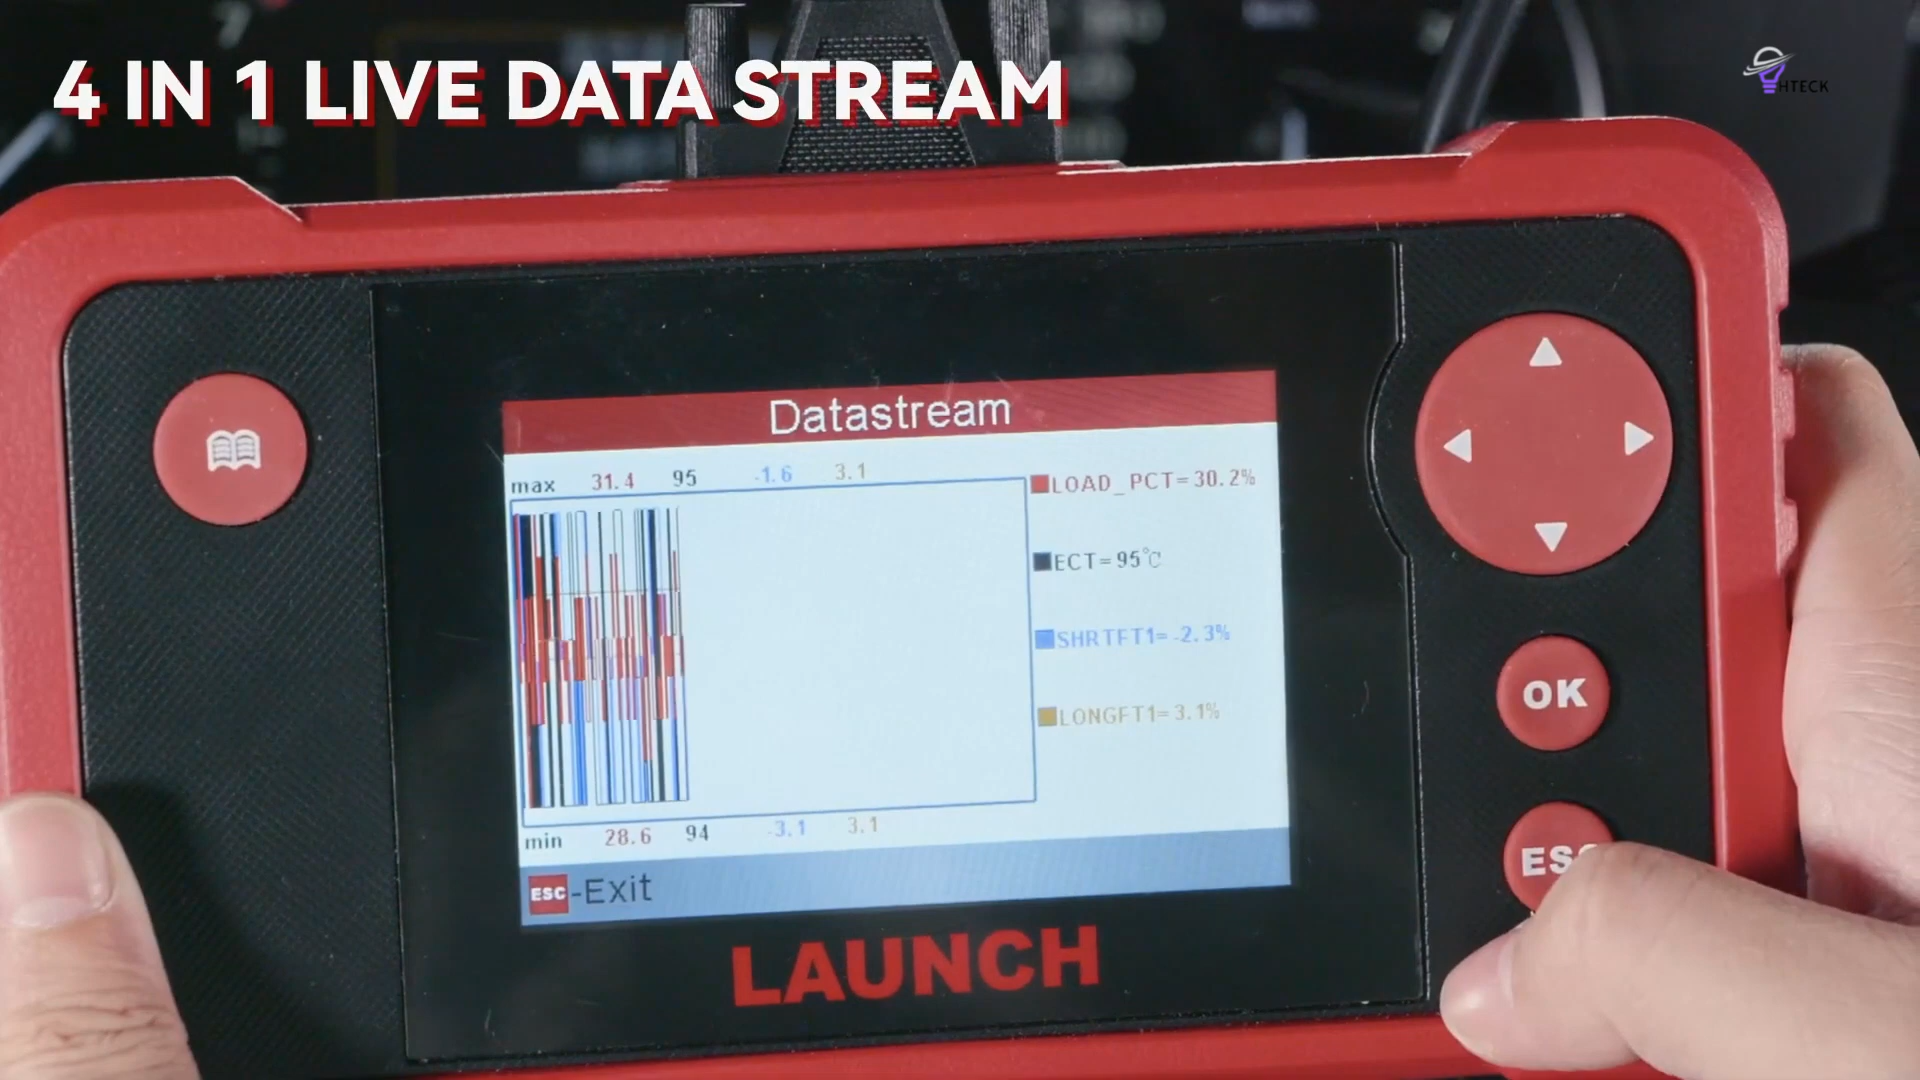 4 IN 1 LIVE DATA STREAM
HTECK
Datastream
max 31.4 95 -1.6 3.1
LOAD_PCT=30.2%
ECT=95℃
SHRTFT1=-2.3%
LONGFT1=3.1%
min 28.6 94 -3.1 3.1
ESC-Exit
LAUNCH
OK
ESC